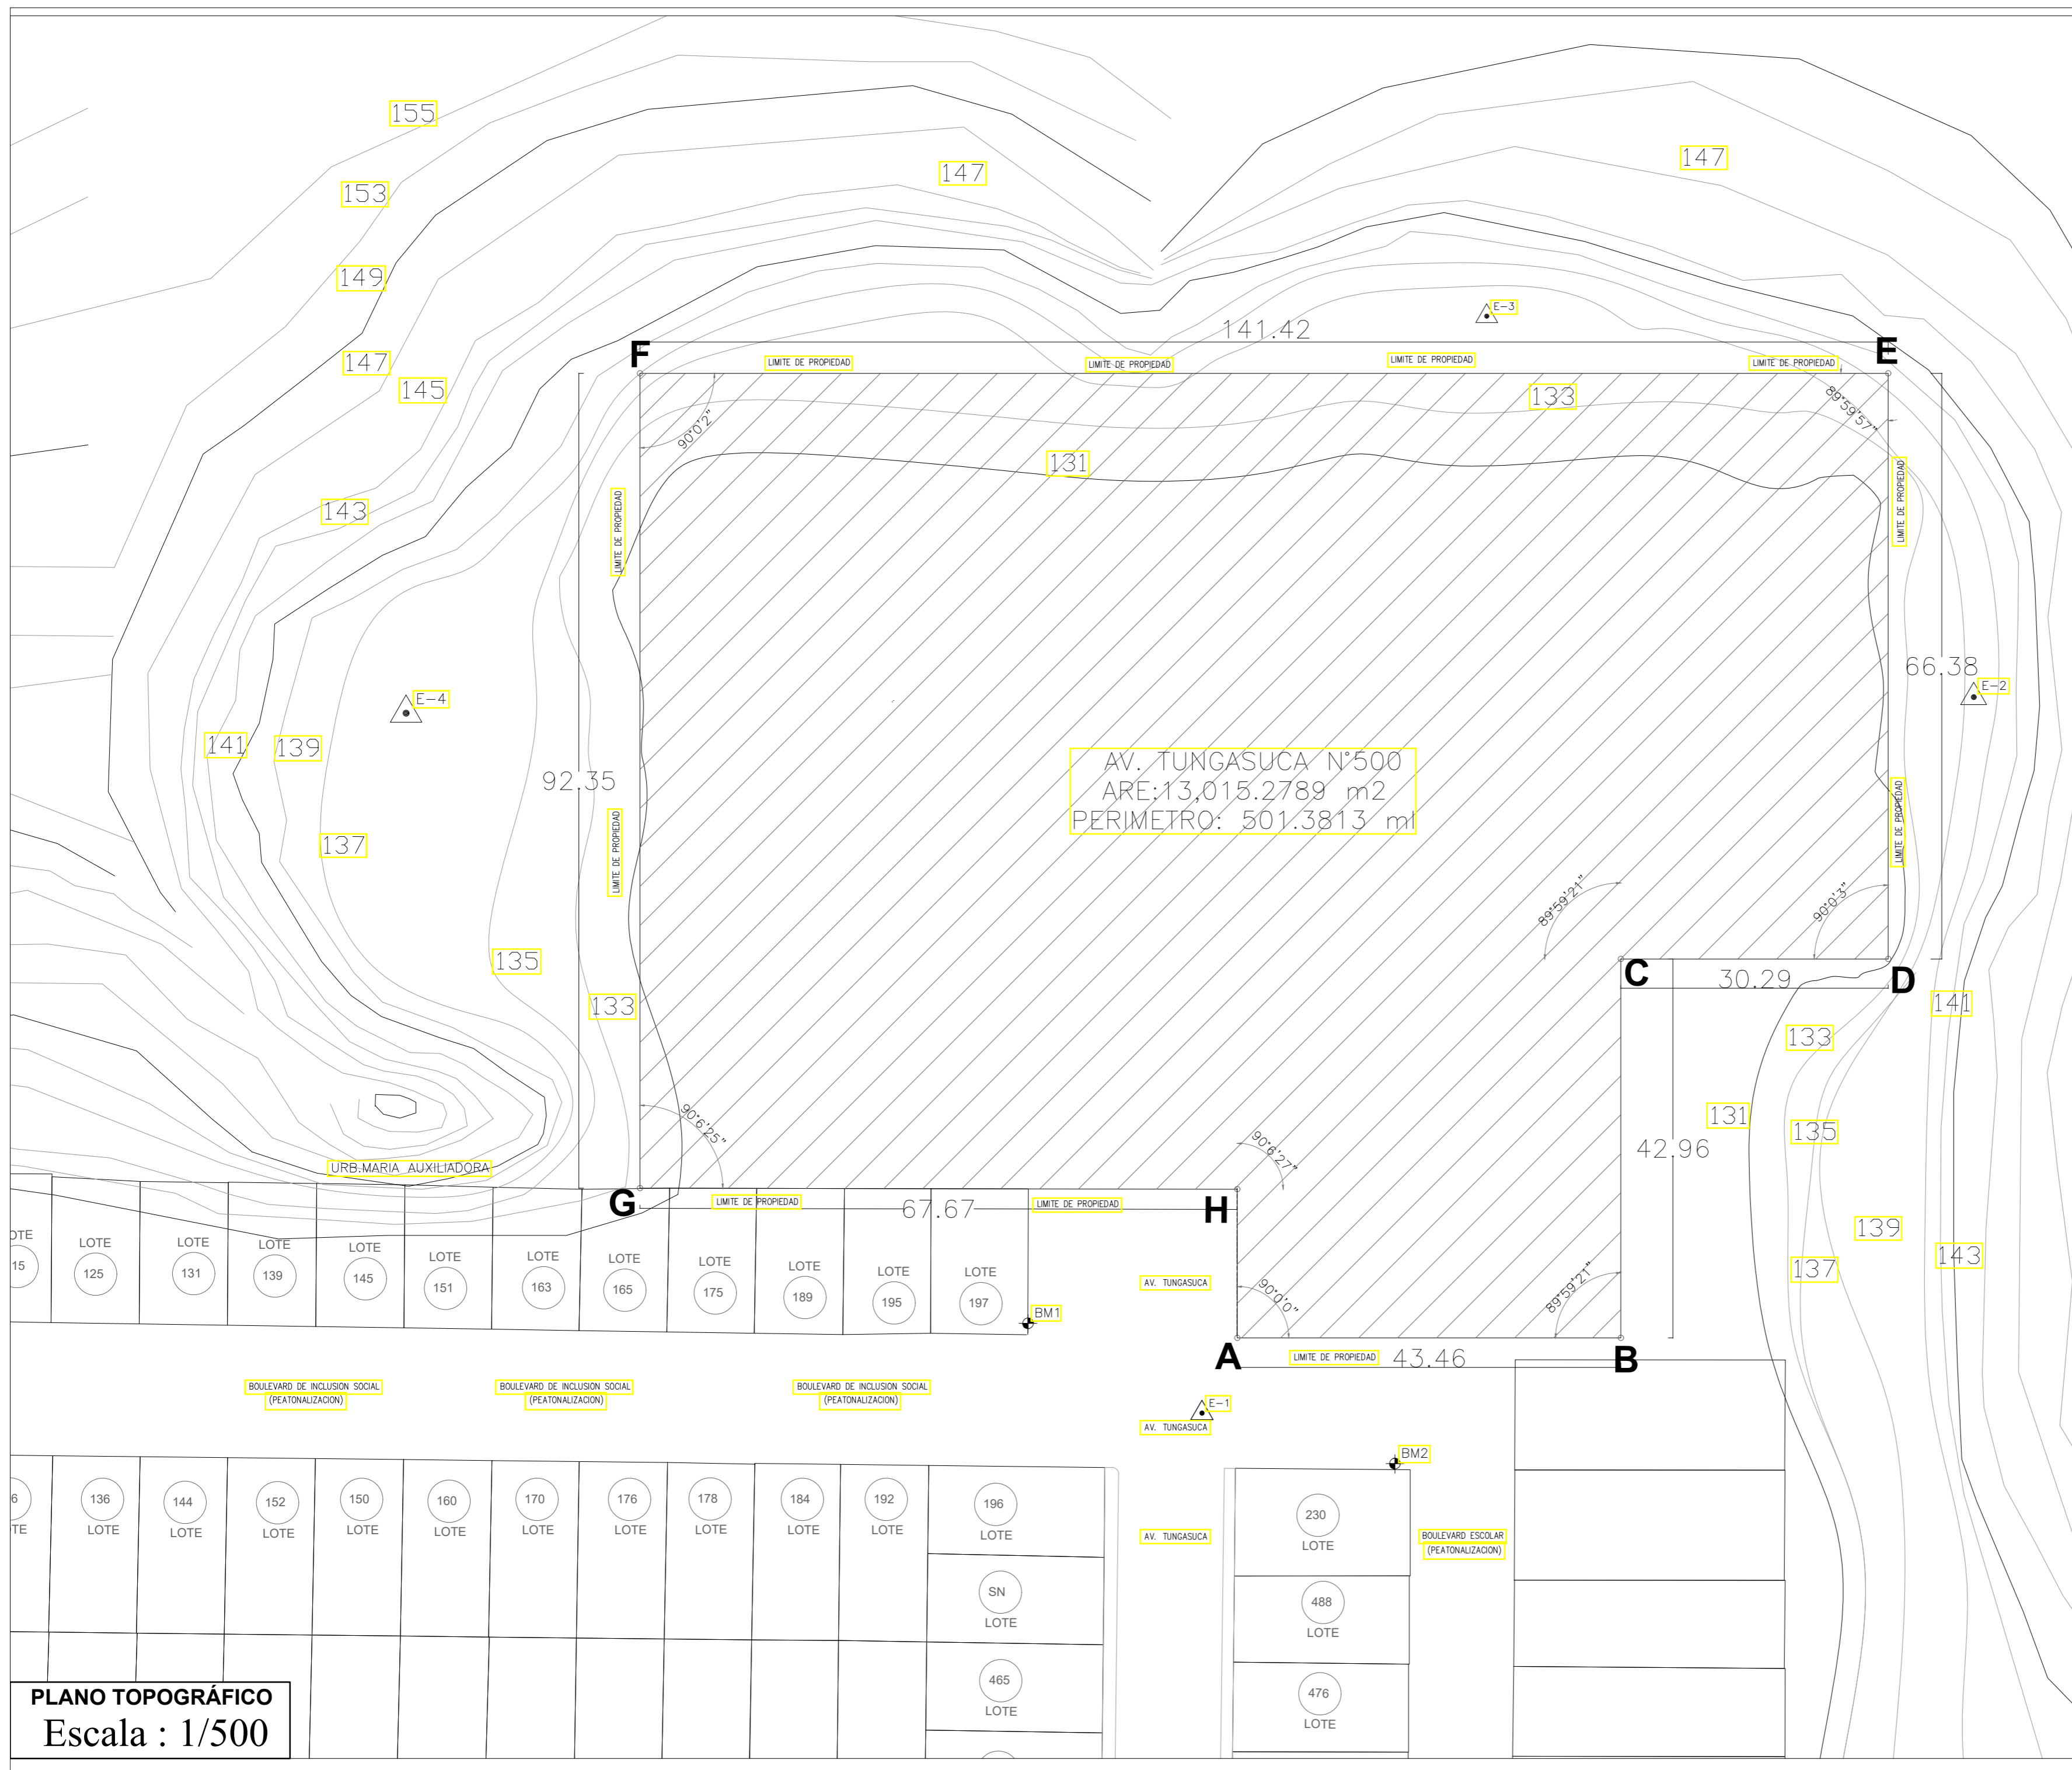 155
147
147
153
149
E-3
141.42
F
E
LIMITE DE PROPIEDAD
LIMITE DE PROPIEDAD
LIMITE DE PROPIEDAD
LIMITE DE PROPIEDAD
147
145
133
89°59'57"
90°0'2"
131
LIMITE DE PROPIEDAD
LIMITE DE PROPIEDAD
143
66.38
E-2
E-4
141
139
92.35
AV. TUNGASUCA N°500
ARE:13,015.2789 m2
PERIMETRO: 501.3813 ml
LIMITE DE PROPIEDAD
LIMITE DE PROPIEDAD
137
89°59'21"
90°0'3"
135
C
30.29
D
133
141
133
131
135
90°6'25"
90°6'27"
42.96
URB.MARIA AUXILIADORA
G
LIMITE DE PROPIEDAD
67.67
LIMITE DE PROPIEDAD
H
139
143
137
OTE
15
LOTE
125
LOTE
131
LOTE
139
LOTE
145
LOTE
151
LOTE
163
LOTE
165
LOTE
175
LOTE
189
LOTE
195
LOTE
197
BM1
AV. TUNGASUCA
90°0'0"
89°59'21"
A
LIMITE DE PROPIEDAD
43.46
B
BOULEVARD DE INCLUSION SOCIAL
(PEATONALIZACION)
BOULEVARD DE INCLUSION SOCIAL
(PEATONALIZACION)
BOULEVARD DE INCLUSION SOCIAL
(PEATONALIZACION)
E-1
AV. TUNGASUCA
BM2
6
TE
136
LOTE
144
LOTE
152
LOTE
150
LOTE
160
LOTE
170
LOTE
176
LOTE
178
LOTE
184
LOTE
192
LOTE
196
LOTE
AV. TUNGASUCA
230
LOTE
BOULEVARD ESCOLAR
(PEATONALIZACION)
SN
LOTE
488
LOTE
465
LOTE
476
LOTE
PLANO TOPOGRÁFICO
Escala : 1/500